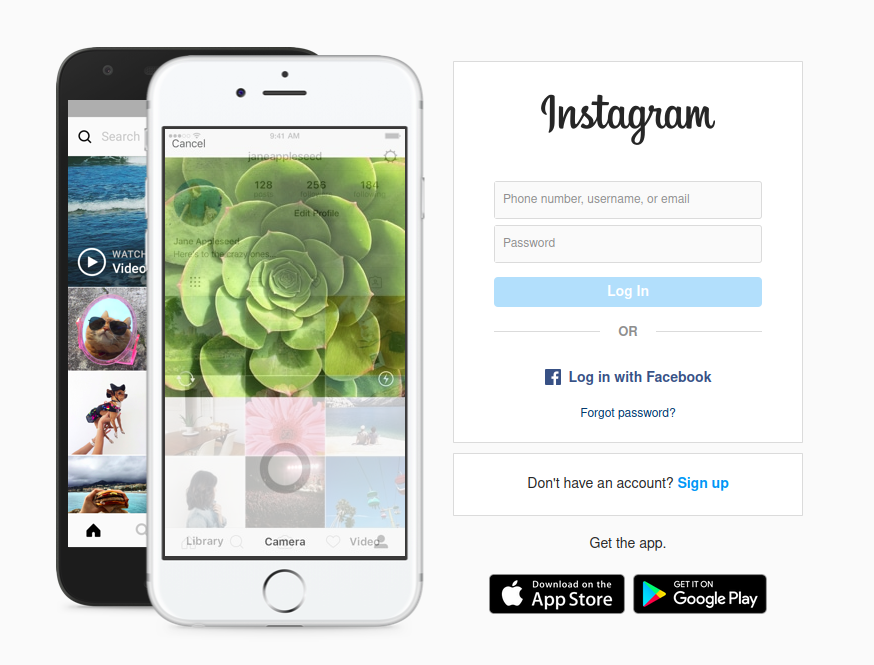 Search
WATCH
Video
9:41 AM
Cancel
janeappleseed
128
256
184
Edit Profile
Jane Appleseed
Here's to the crazy ones...
Library
Camera
Video
Instagram
Phone number, username, or email
Password
Log In
OR
Log in with Facebook
Forgot password?
Don't have an account? Sign up
Get the app.
Download on the
App Store
GET IT ON
Google Play